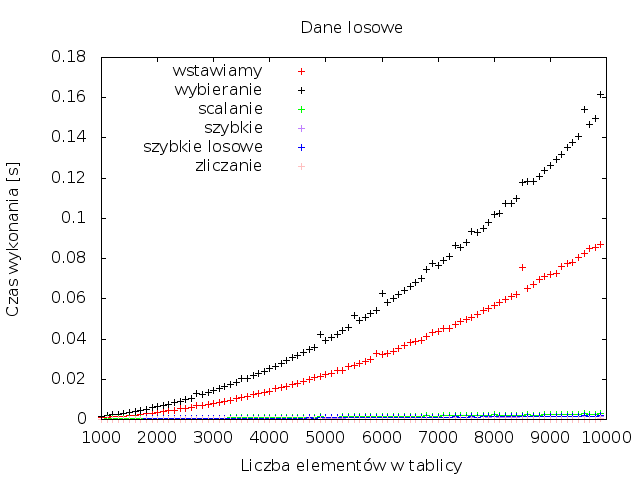 Dane losowe
0.18
0.16
0.14
0.12
0.1
0.08
0.06
0.04
0.02
0
Czas wykonania [s]
wstawiamy
wybieranie
scalanie
szybkie
szybkie losowe
zliczanie
1000 2000 3000 4000 5000 6000 7000 8000 9000 10000
Liczba elementów w tablicy